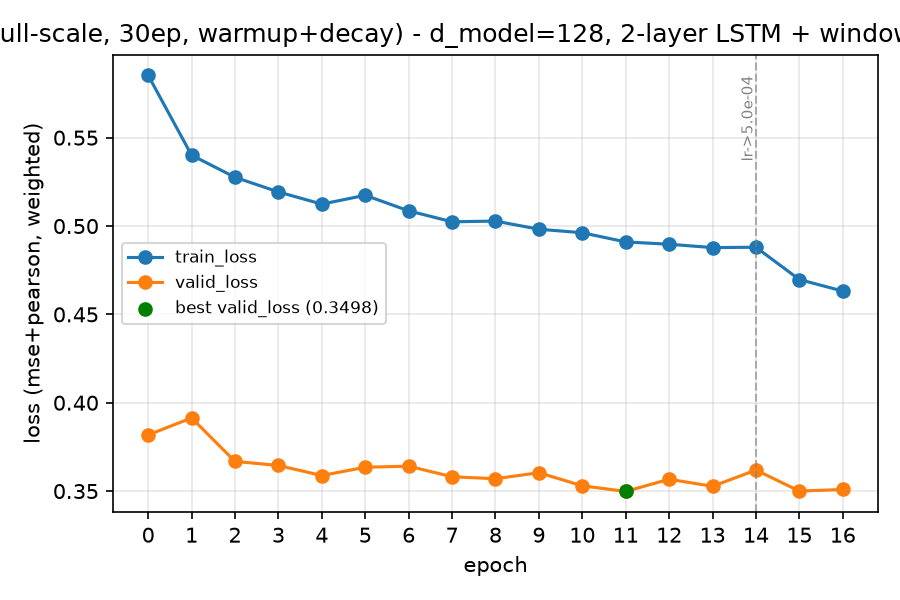 ull-scale, 30ep, warmup+decay) - d_model=128, 2-layer LSTM + window
lr->5.0e-04
0.55
0.50
0.45
0.40
0.35
loss (mse+pearson, weighted)
train_loss
valid_loss
best valid_loss (0.3498)
0 1 2 3 4 5 6 7 8 9 10 11 12 13 14 15 16
epoch